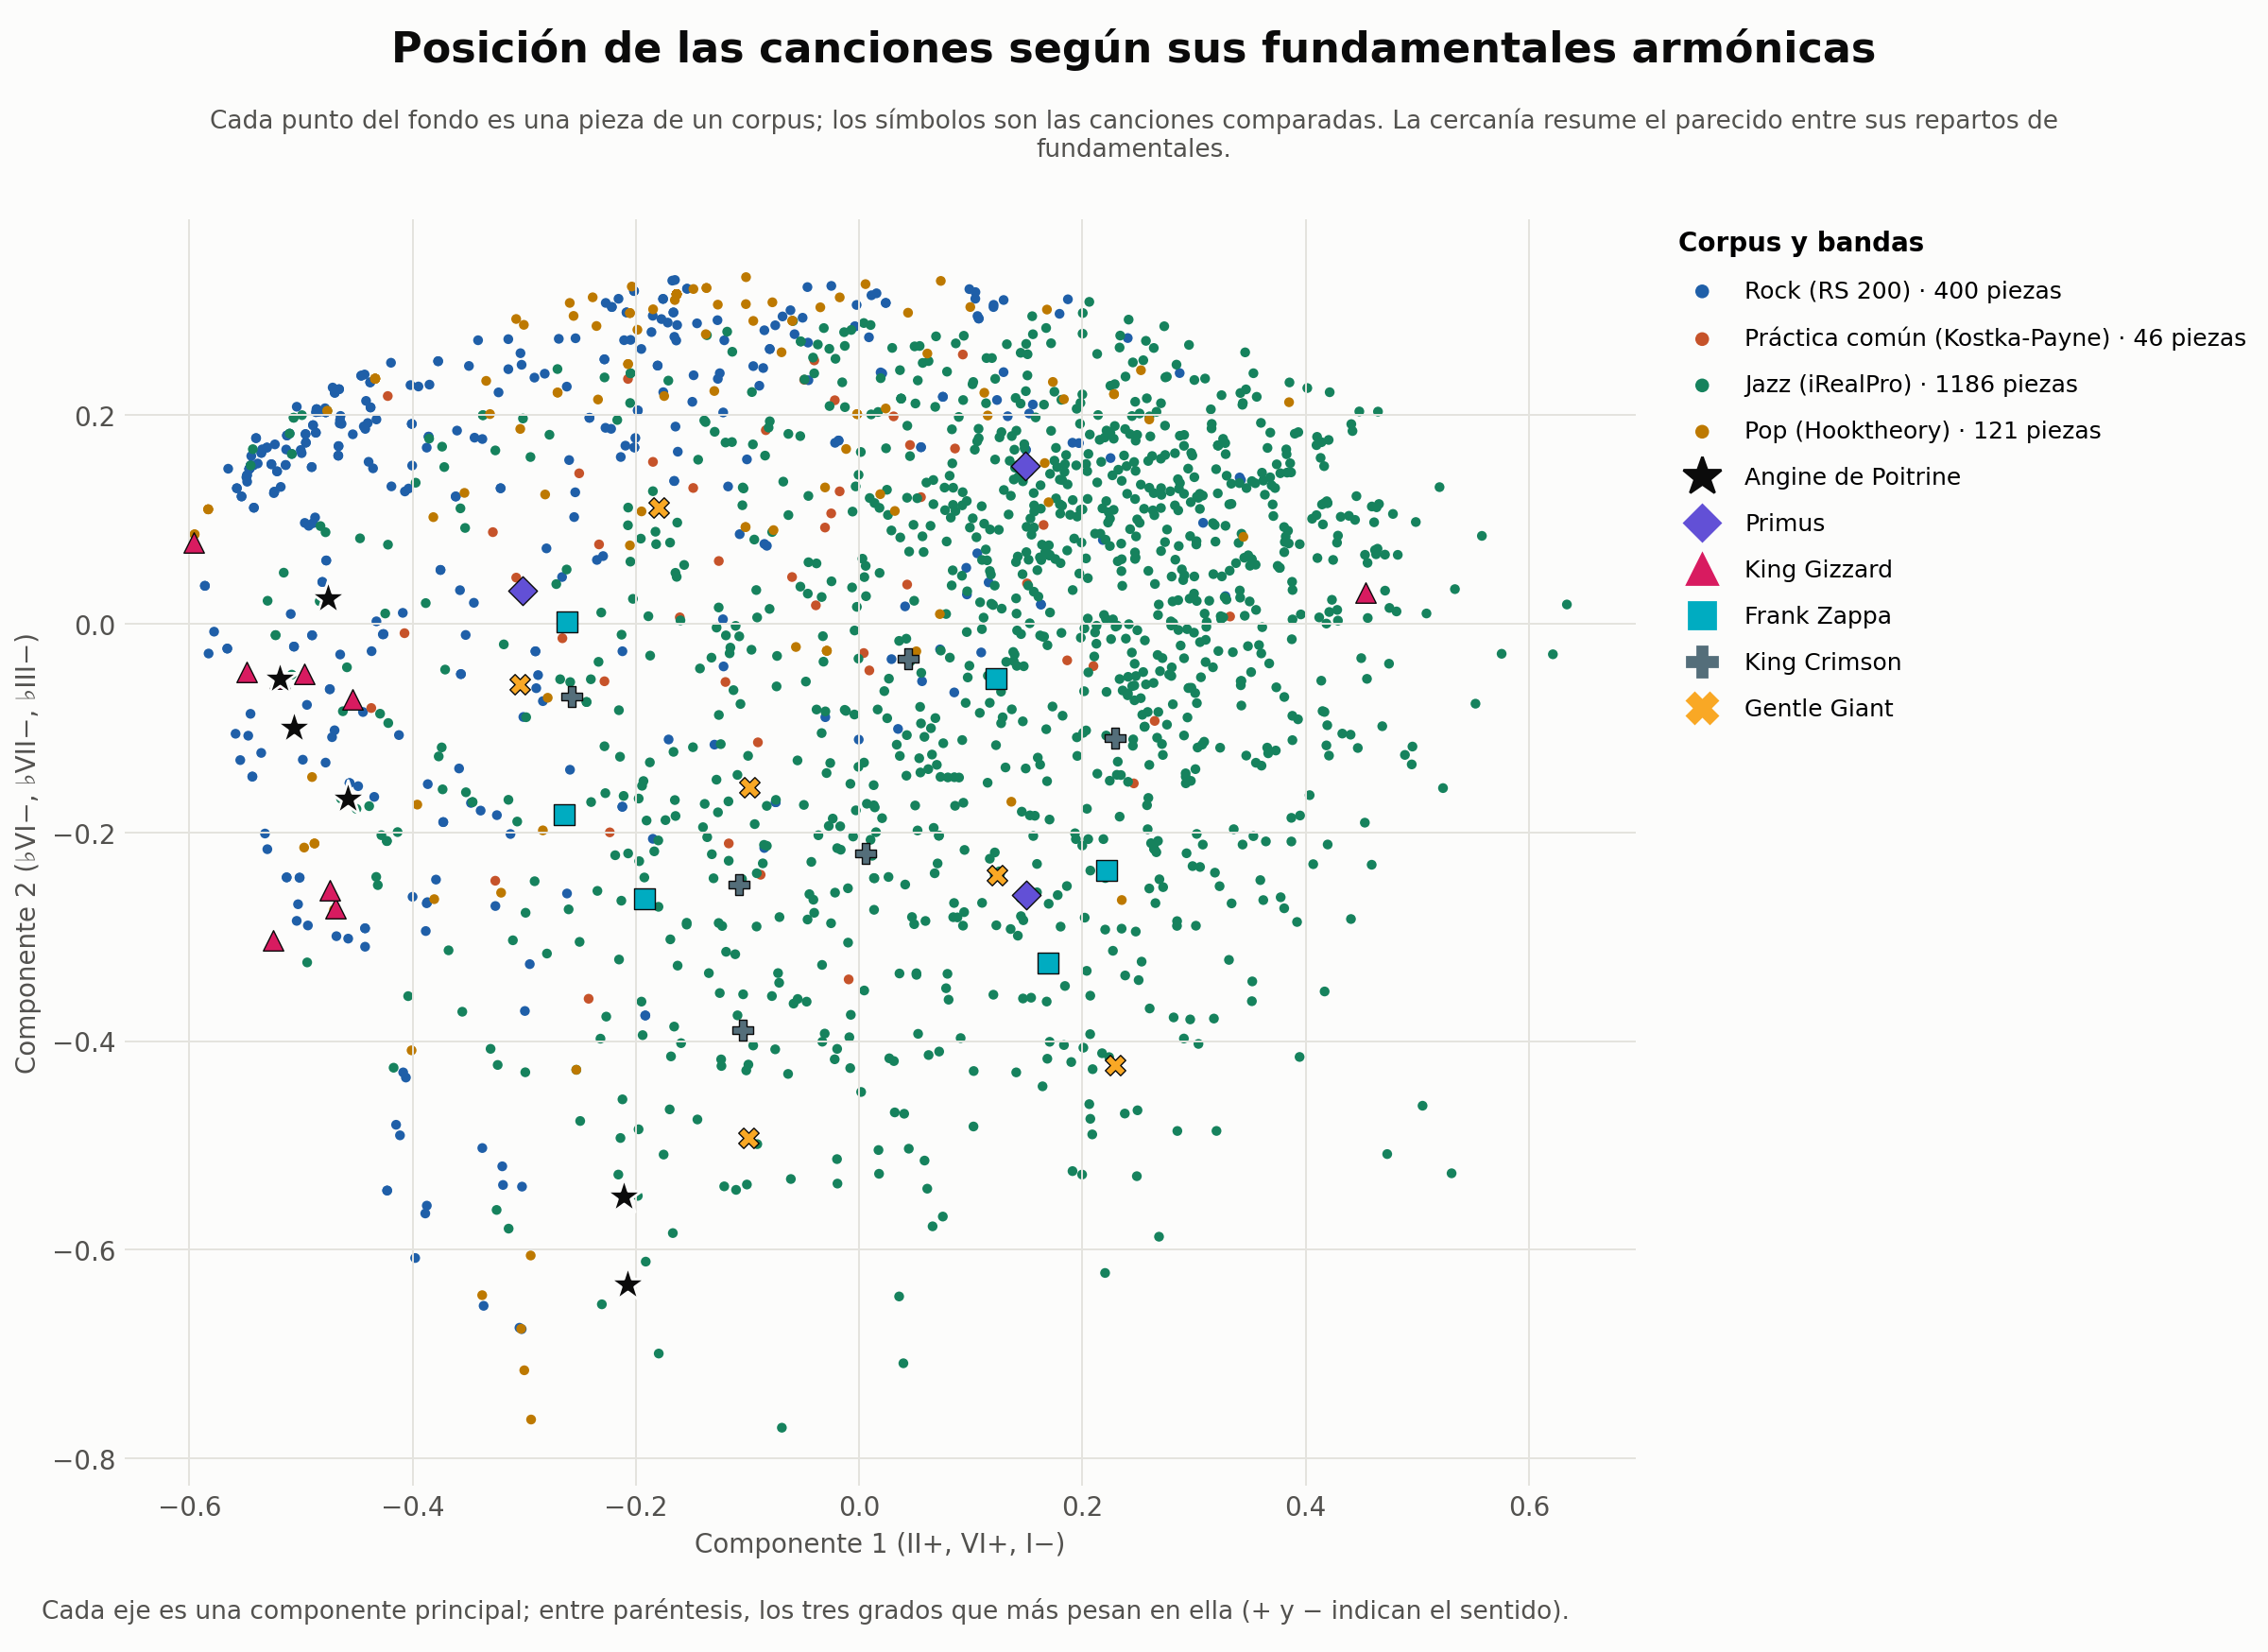 Posición de las canciones según sus fundamentales armónicas
Cada punto del fondo es una pieza de un corpus; los símbolos son las canciones comparadas. La cercanía resume el parecido entre sus repartos de
fundamentales.
Corpus y bandas
Rock (RS 200) · 400 piezas
Práctica común (Kostka-Payne) · 46 piezas
Jazz (iRealPro) · 1186 piezas
Pop (Hooktheory) · 121 piezas
Angine de Poitrine
Primus
King Gizzard
Frank Zappa
King Crimson
Gentle Giant
Componente 2 (♭VI−, ♭VII−, ♭III−)
0.2
0.0
−0.2
−0.4
−0.6
−0.8
−0.6
−0.4
−0.2
0.0
0.2
0.4
0.6
Componente 1 (II+, VI+, I−)
Cada eje es una componente principal; entre paréntesis, los tres grados que más pesan en ella (+ y − indican el sentido).